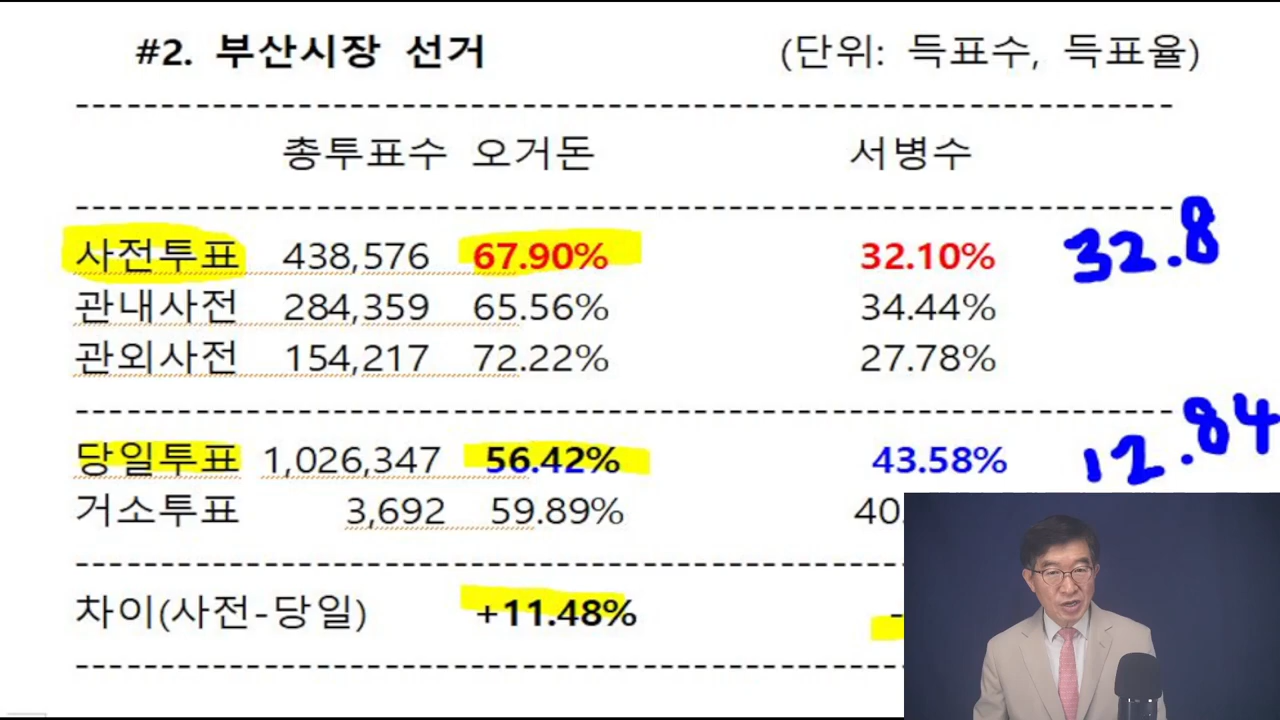 #2. 부산시장 선거 (단위: 득표수, 득표율)
총투표수 오거돈 서병수
사전투표 438,576 67.90% 32.10% 32.8
관내사전 284,359 65.56% 34.44%
관외사전 154,217 72.22% 27.78%
당일투표 1,026,347 56.42% 43.58% 12.84
거소투표 3,692 59.89% 40.
차이(사전-당일) +11.48% -